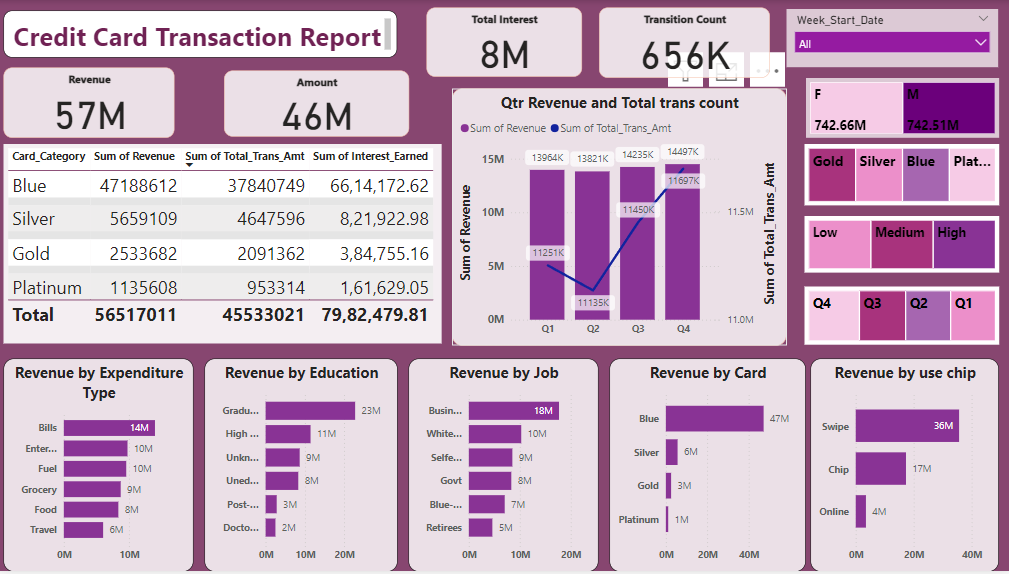 Credit Card Transaction Report
Total Interest
8M
Transition Count
656K
Week_Start_Date
All
Revenue
57M
Amount
46M
F
742.66M
M
742.51M
Card_Category Sum of Revenue Sum of Total_Trans_Amt Sum of Interest_Earned
Blue 47188612 37840749 66,14,172.62
Silver 5659109 4647596 8,21,922.98
Gold 2533682 2091362 3,84,755.16
Platinum 1135608 953314 1,61,629.05
Total 56517011 45533021 79,82,479.81
Qtr Revenue and Total trans count
Sum of Revenue Sum of Total_Trans_Amt
Sum of Revenue
15M
10M
5M
0M
13964K 13821K 14235K 14497K
11251K 11135K 11450K 11697K
11.5M
11.0M
Sum of Total_Trans_Amt
Q1 Q2 Q3 Q4
Gold Silver Blue Plat...
Low Medium High
Q4 Q3 Q2 Q1
Revenue by Expenditure
Type
Bills 14M
Enter... 10M
Fuel 10M
Grocery 9M
Food 8M
Travel 6M
0M 10M
Revenue by Education
Gradu... 23M
High ... 11M
Unkn... 9M
Uned... 8M
Post-... 3M
Docto... 2M
0M 10M 20M
Revenue by Job
Busin... 18M
White... 10M
Selfe... 9M
Govt 8M
Blue-... 7M
Retirees 5M
0M 10M 20M
Revenue by Card
Blue 47M
Silver 6M
Gold 3M
Platinum 1M
0M 20M 40M
Revenue by use chip
Swipe 36M
Chip 17M
Online 4M
0M 20M 40M